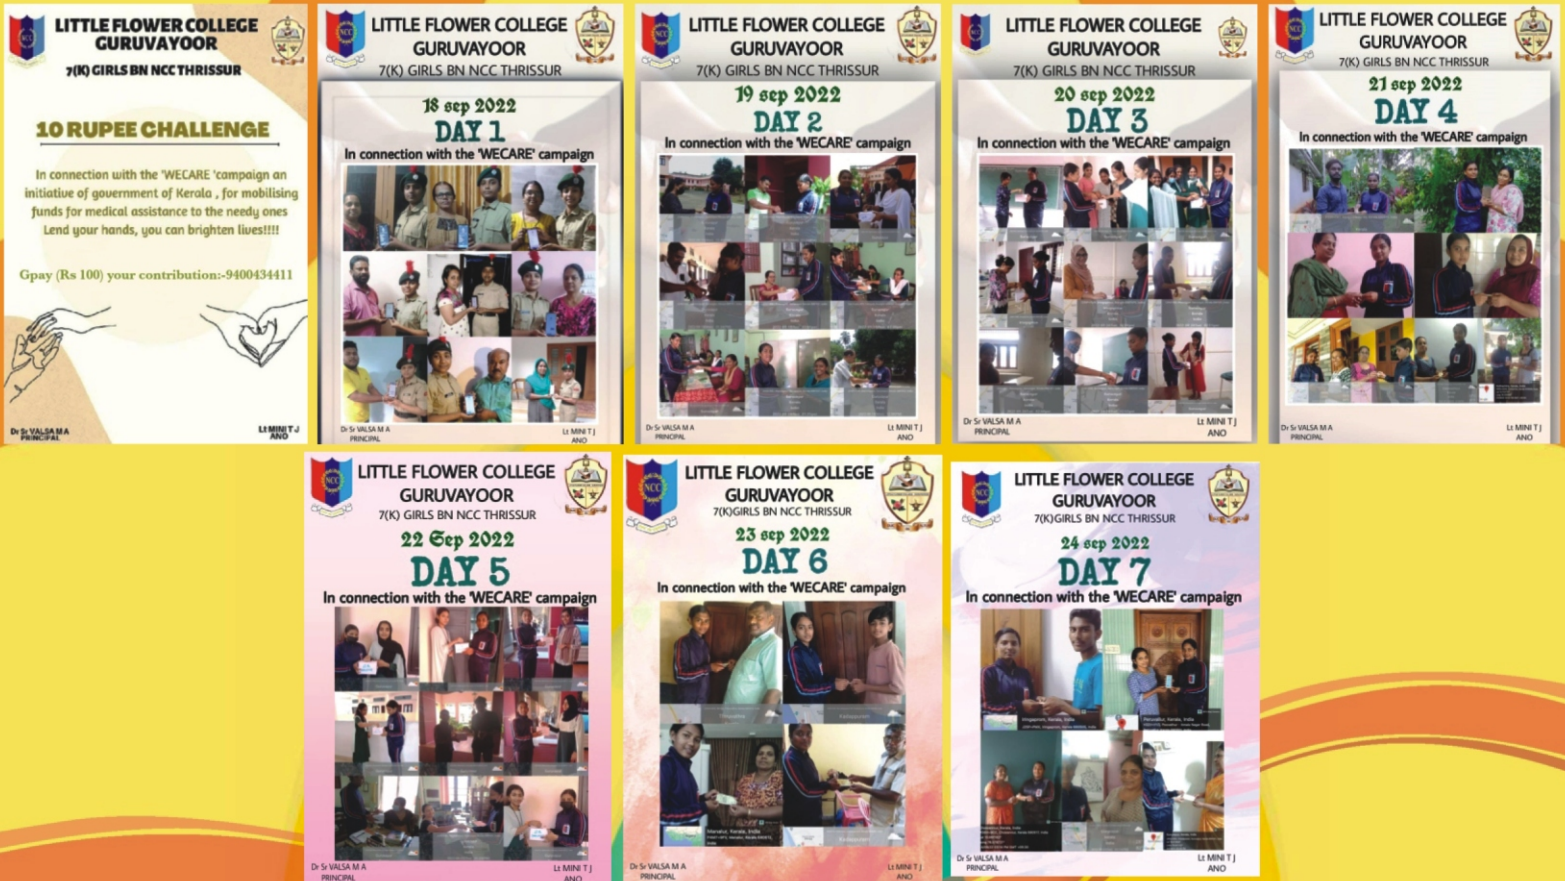 LITTLE FLOWER COLLEGE
GURUVAYOOR
7(K) GIRLS BN NCC THRISSUR
10 RUPEE CHALLENGE
In connection with the 'WECARE 'campaign an
initiative of government of Kerala , for mobilising
funds for medical assistance to the needy ones
Lend your hands, you can brighten lives!!!!
Gpay (Rs 100) your contribution:-9400434411
Dr Sr VALSA M A
PRINCIPAL
Lt MINI T J
ANO
NCC
LITTLE FLOWER COLLEGE
GURUVAYOOR
7(K) GIRLS BN NCC THRISSUR
18 sep 2022
DAY 1
In connection with the 'WECARE' campaign
Dr Sr VALSA M A
PRINCIPAL
Lt MINI T J
ANO
LITTLE FLOWER COLLEGE
GURUVAYOOR
7(K) GIRLS BN NCC THRISSUR
19 sep 2022
DAY 2
In connection with the 'WECARE' campaign
Dr Sr VALSA M A
PRINCIPAL
Lt MINI T J
ANO
LITTLE FLOWER COLLEGE
GURUVAYOOR
7(K) GIRLS BN NCC THRISSUR
20 sep 2022
DAY 3
In connection with the 'WECARE' campaign
Dr Sr VALSA M A
PRINCIPAL
Lt MINI T J
ANO
LITTLE FLOWER COLLEGE
GURUVAYOOR
7(K) GIRLS BN NCC THRISSUR
21 sep 2022
DAY 4
In connection with the 'WECARE' campaign
Dr Sr VALSA M A
PRINCIPAL
Lt MINI T J
ANO
NCC
LITTLE FLOWER COLLEGE
GURUVAYOOR
7(K) GIRLS BN NCC THRISSUR
22 Sep 2022
DAY 5
In connection with the 'WECARE' campaign
Dr Sr VALSA M A
PRINCIPAL
Lt MINI T J
ANO
NCC
LITTLE FLOWER COLLEGE
GURUVAYOOR
7(K)GIRLS BN NCC THRISSUR
23 sep 2022
DAY 6
In connection with the 'WECARE' campaign
Manalur, Kerala, India
Dr Sr VALSA M A
PRINCIPAL
Lt MINI T J
ANO
NCC
LITTLE FLOWER COLLEGE
GURUVAYOOR
7(K)GIRLS BN NCC THRISSUR
24 sep 2022
DAY 7
In connection with the 'WECARE' campaign
Peruvallur, Kerala, India
Dr Sr VALSA M A
PRINCIPAL
Lt MINI T J
ANO